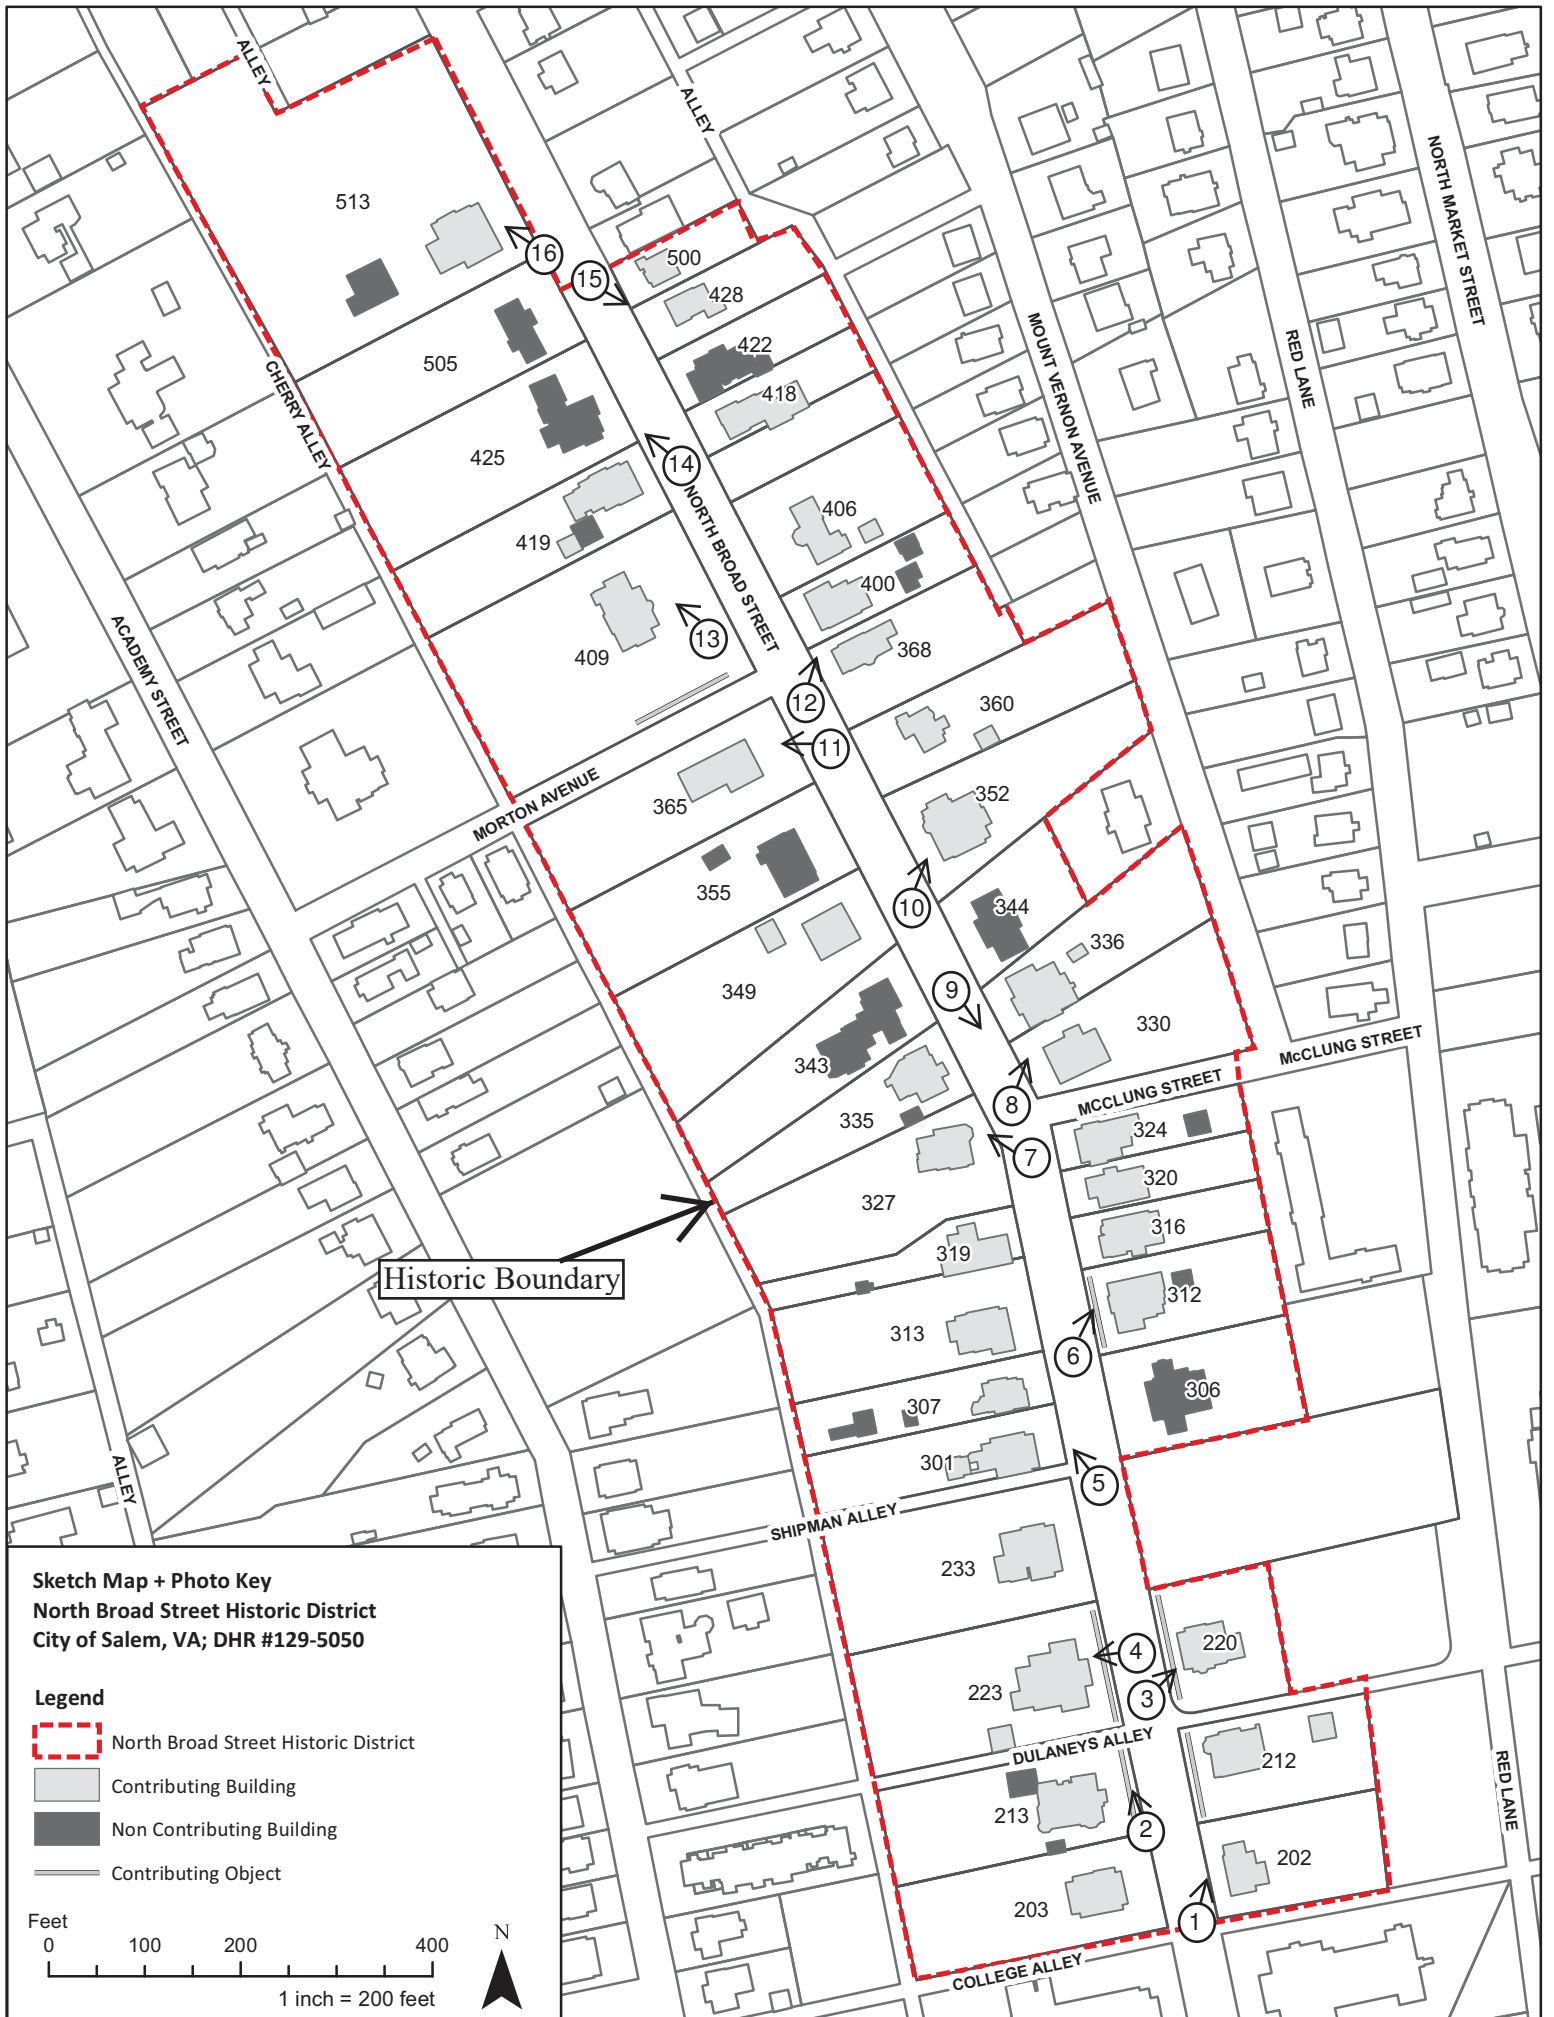 ALLEY
ALLEY
NORTH MARKET STREET
513
16
15
500
428
422
418
505
CHERRY ALLEY
425
14
NORTH BROAD STREET
MOUNT VERNON AVENUE
RED LANE
406
419
400
13
409
368
ACADEMY STREET
12
360
11
365
MORTON AVENUE
352
355
10
344
336
349
9
330
343
McCLUNG STREET
MCCLUNG STREET
8
335
324
7
320
327
316
319
Historic Boundary
312
313
6
306
307
301
5
ALLEY
SHIPMAN ALLEY
233
220
4
3
223
DULANEYS ALLEY
212
RED LANE
213
2
202
203
1
COLLEGE ALLEY
Sketch Map + Photo Key
North Broad Street Historic District
City of Salem, VA; DHR #129-5050
Legend
North Broad Street Historic District
Contributing Building
Non Contributing Building
Contributing Object
Feet
0 100 200 400
N
1 inch = 200 feet